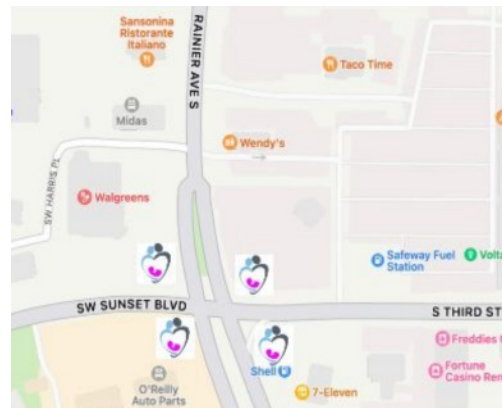 Sansonina
Ristorante
Italiano
RAINIER AVE S
Taco Time
Midas
Wendy's
SW HARRIS PL
Walgreens
Safeway Fuel
Station
SW SUNSET BLVD
S THIRD ST
Shell
O'Reilly
Auto Parts
7-Eleven
Freddies
Fortune
Casino